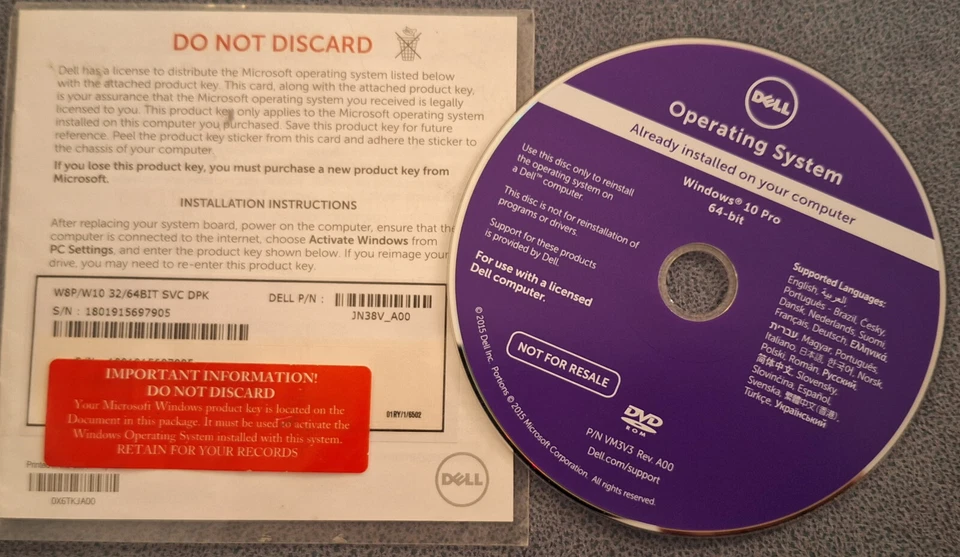 DO NOT DISCARD
Dell has a license to distribute the Microsoft operating system listed below
with the attached product key. This card, along with the attached product key,
is your assurance that the Microsoft operating system you received is legally
licensed to you. This product key only applies to the Microsoft operating system
installed on this computer you purchased. Save this product key for future
reference. Peel the product key sticker from this card and adhere the sticker to
the chassis of your computer.
If you lose this product key, you must purchase a new product key from
Microsoft.
INSTALLATION INSTRUCTIONS
After replacing your system board, power on the computer, ensure that the
computer is connected to the internet, choose Activate Windows from
PC Settings, and enter the product key shown below. If you reimage your
drive, you may need to re-enter this product key.
W8P/W10 32/64BIT SVC DPK
DELL P/N :
JN38V_A00
S/N : 1801915697905
IMPORTANT INFORMATION!
DO NOT DISCARD
Your Microsoft Windows product key is located on the
Document in this package. It must be used to activate the
Windows Operating System installed with this system.
RETAIN FOR YOUR RECORDS
01RY/1/6502
Printed
0X6TKJA00
DELL
DELL
Operating System
Already installed on your computer
Windows® 10 Pro
64-bit
Use this disc only to reinstall
the operating system on
a Dell™ computer.
This disc is not for reinstallation of
programs or drivers.
Support for these products
is provided by Dell.
For use with a licensed
Dell computer.
Supported Languages:
English, العربية,
Português - Brazil, Česky,
Dansk, Nederlands, Suomi,
Français, Deutsch, Ελληνικά,
עברית, Magyar, Português,
Italiano, 日本語, 한국어, Norsk,
Polski, Român, Русский,
简体中文, Slovensky,
Slovinčina, Español,
Svenska, 繁體中文 (香港),
Türkçe, Український
NOT FOR RESALE
DVD
ROM
P/N VM3V3 Rev. A00
Dell.com/support
© 2015 Dell Inc. Portions © 2015 Microsoft Corporation. All rights reserved.